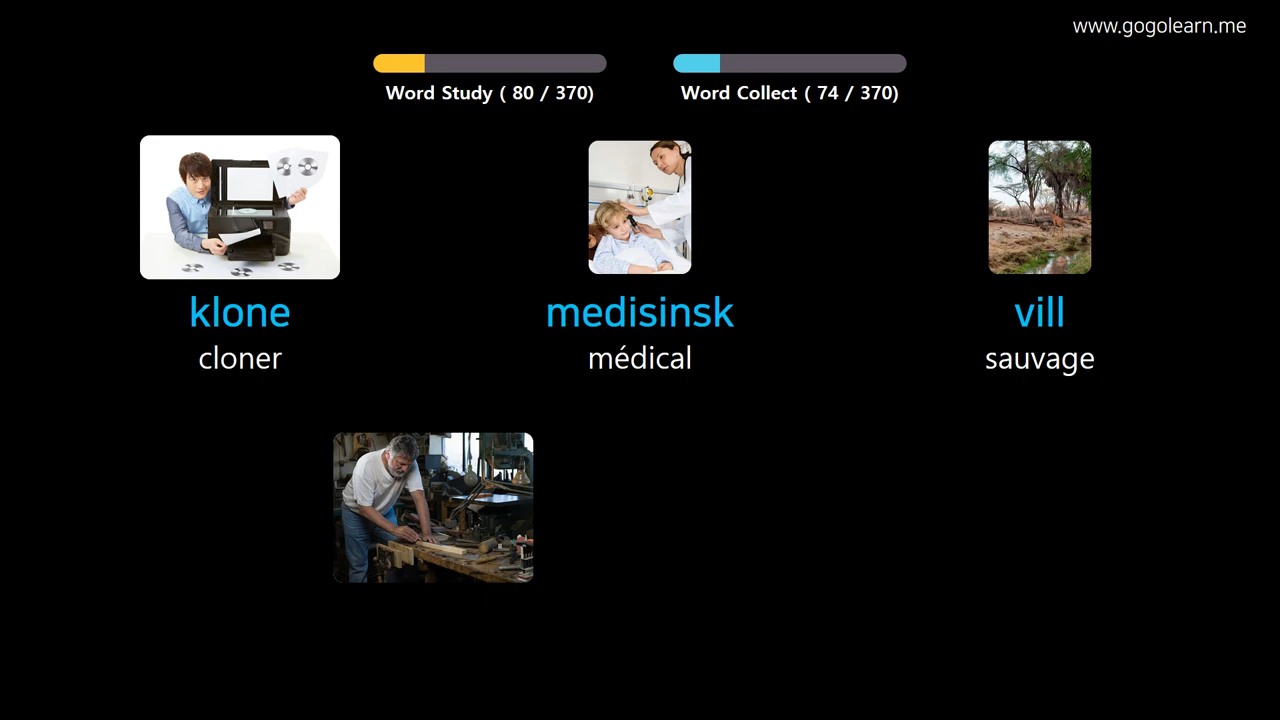 www.gogolearn.me
Word Study ( 80 / 370)
Word Collect ( 74 / 370)
klone
medisinsk
vill
cloner
médical
sauvage